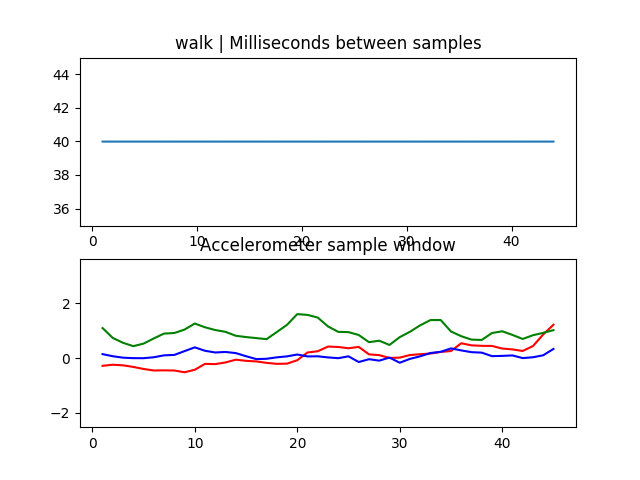 walk | Milliseconds between samples
44
42
40
38
36
0 10 20 30 40
Accelerometer sample window
2
0
−2
0 10 20 30 40